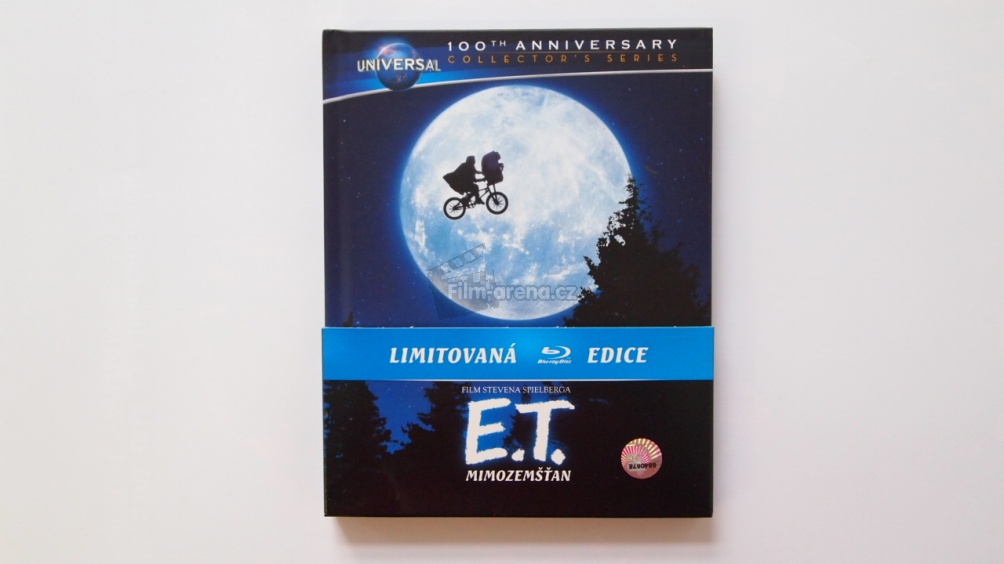 UNIVERSAL
100TH ANNIVERSARY
COLLECTOR'S SERIES
Film-arena.cz
LIMITOVANÁ Blu-ray Disc EDICE
FILM STEVENA SPIELBERGA
E.T.
MIMOZEMŠŤAN